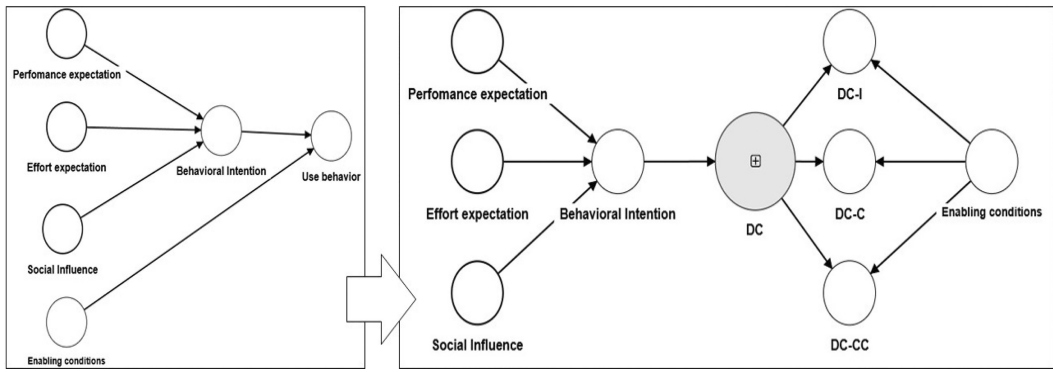 Perfomance expectation
Effort expectation
Behavioral Intention
Use behavior
Social Influence
Enabling conditions
Perfomance expectation
DC-I
Effort expectation
Behavioral Intention
DC
DC-C
Enabling conditions
Social Influence
DC-CC